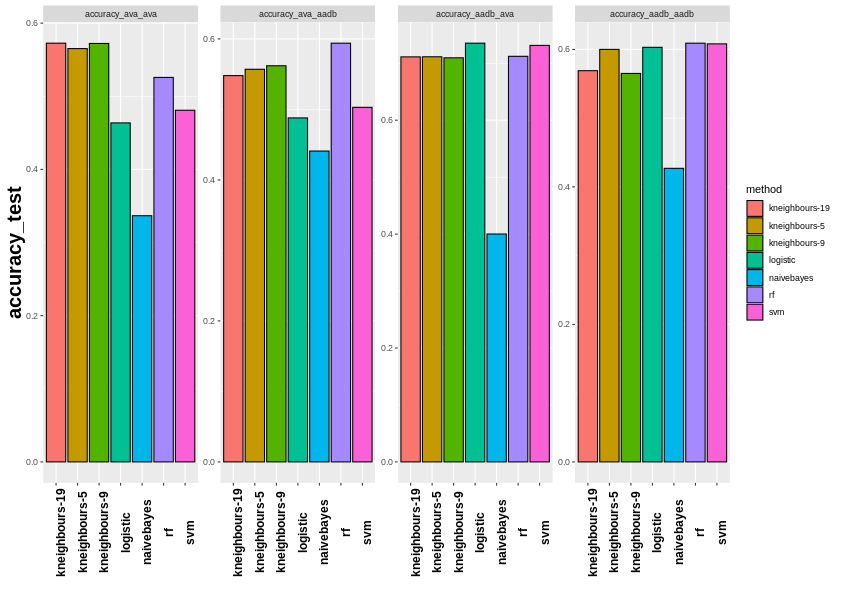 accuracy_ava_ava
accuracy_ava_aadb
accuracy_aadb_ava
accuracy_aadb_aadb
accuracy_test
0.6
0.4
0.2
0.0
0.6
0.4
0.2
0.0
0.6
0.4
0.2
0.0
0.6
0.4
0.2
0.0
kneighbours-19
kneighbours-5
kneighbours-9
logistic
naivebayes
rf
svm
kneighbours-19
kneighbours-5
kneighbours-9
logistic
naivebayes
rf
svm
kneighbours-19
kneighbours-5
kneighbours-9
logistic
naivebayes
rf
svm
kneighbours-19
kneighbours-5
kneighbours-9
logistic
naivebayes
rf
svm
method
kneighbours-19
kneighbours-5
kneighbours-9
logistic
naivebayes
rf
svm